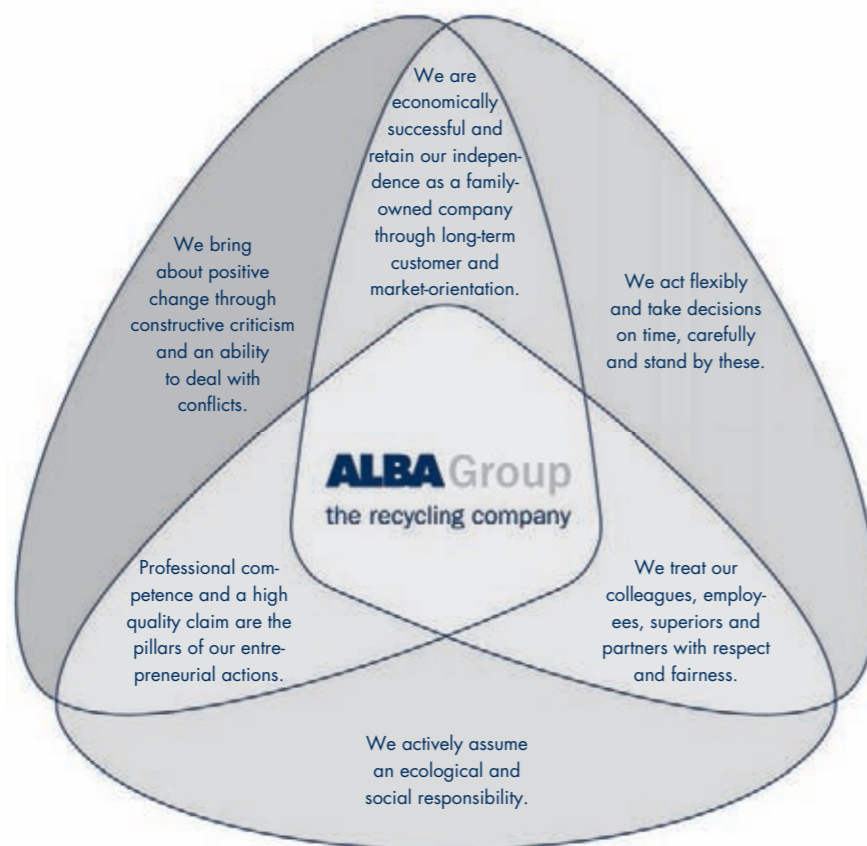 We are
economically
successful and
retain our indepen-
dence as a family-
owned company
through long-term
customer and
market-orientation.
We bring
about positive
change through
constructive criticism
and an ability
to deal with
conflicts.
We act flexibly
and take decisions
on time, carefully
and stand by these.
ALBA Group
the recycling company
Professional com-
petence and a high
quality claim are the
pillars of our entre-
preneurial actions.
We treat our
colleagues, employ-
ees, superiors and
partners with respect
and fairness.
We actively assume
an ecological and
social responsibility.